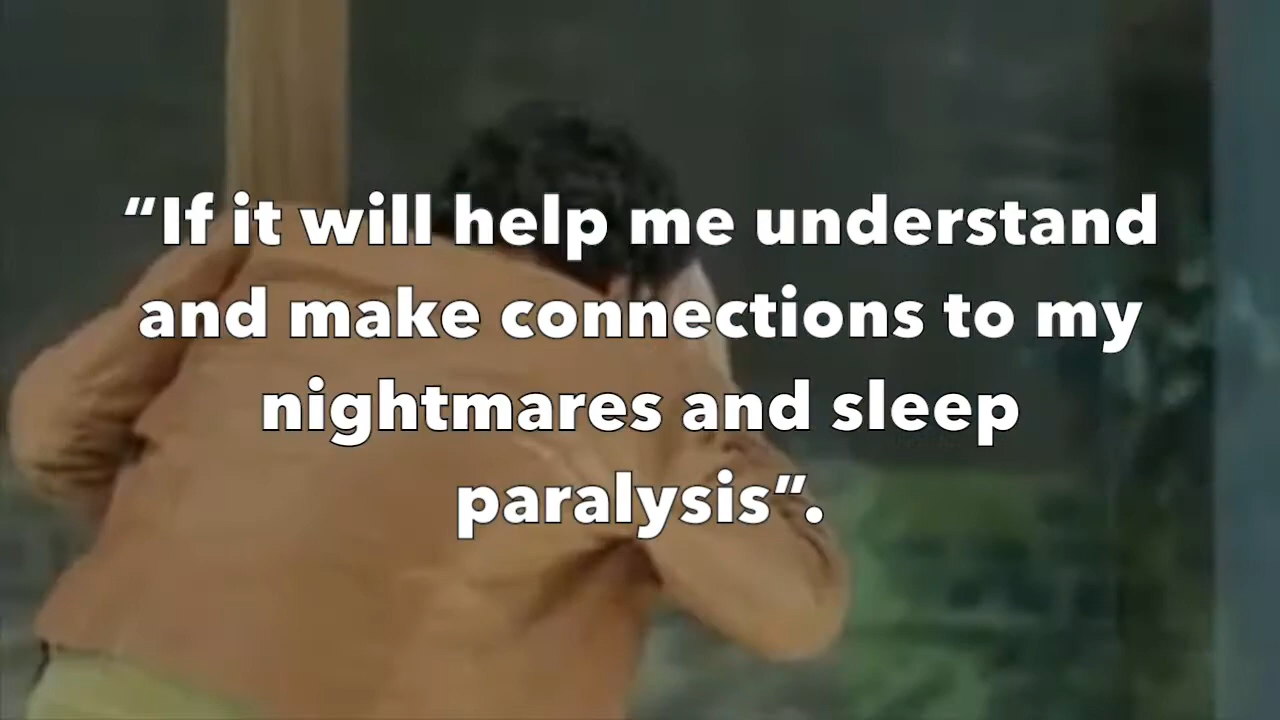 “If it will help me understand
and make connections to my
nightmares and sleep
paralysis”.